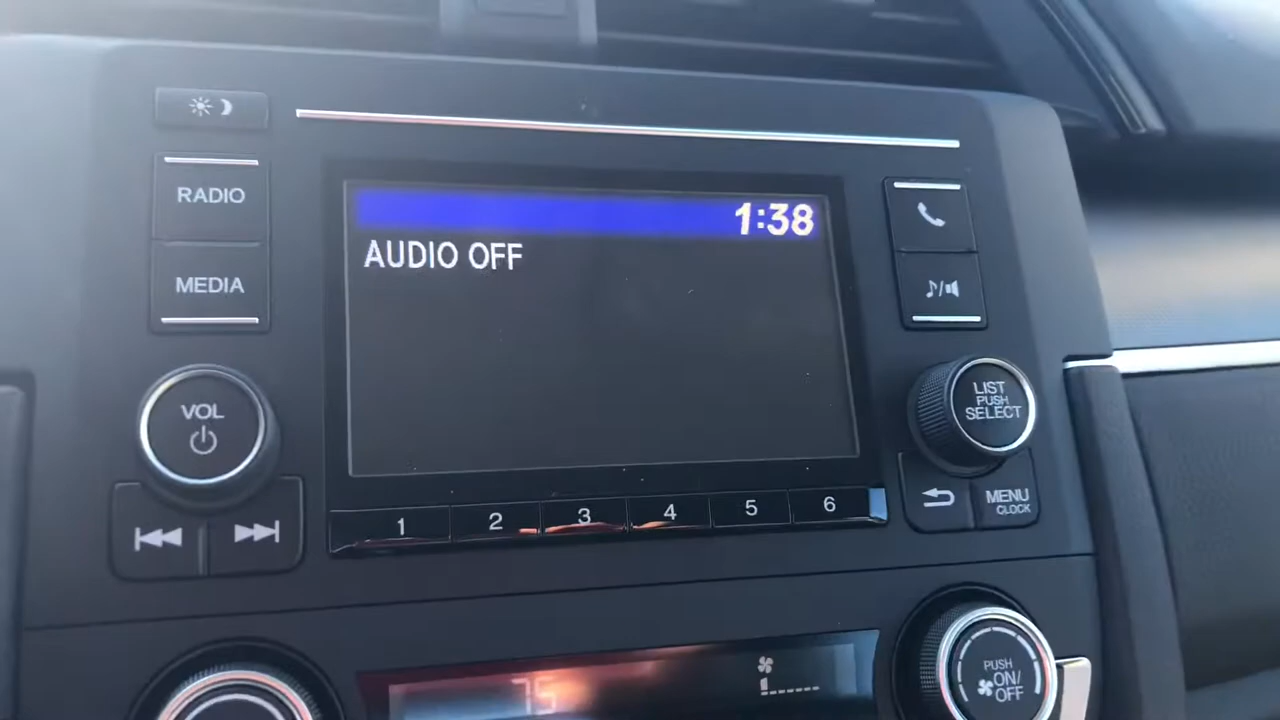 RADIO
MEDIA
1:38
AUDIO OFF
VOL
LIST
PUSH
SELECT
MENU
CLOCK
1
2
3
4
5
6
75
PUSH
ON/
OFF